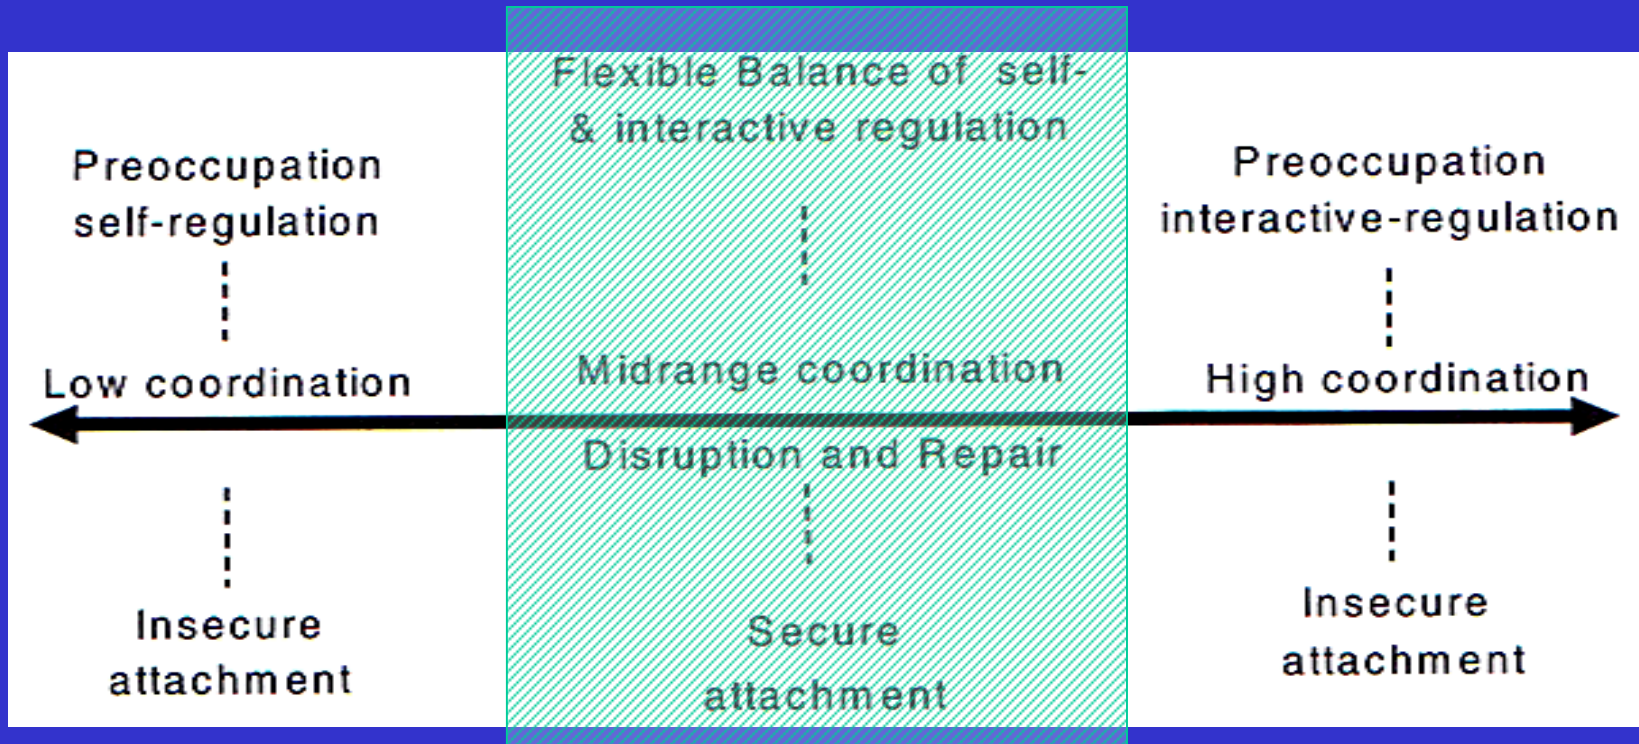 Flexible Balance of self-
& interactive regulation
Preoccupation
self-regulation
Preoccupation
interactive-regulation
Low coordination
Midrange coordination
High coordination
Disruption and Repair
Insecure
attachment
Secure
attachment
Insecure
attachment